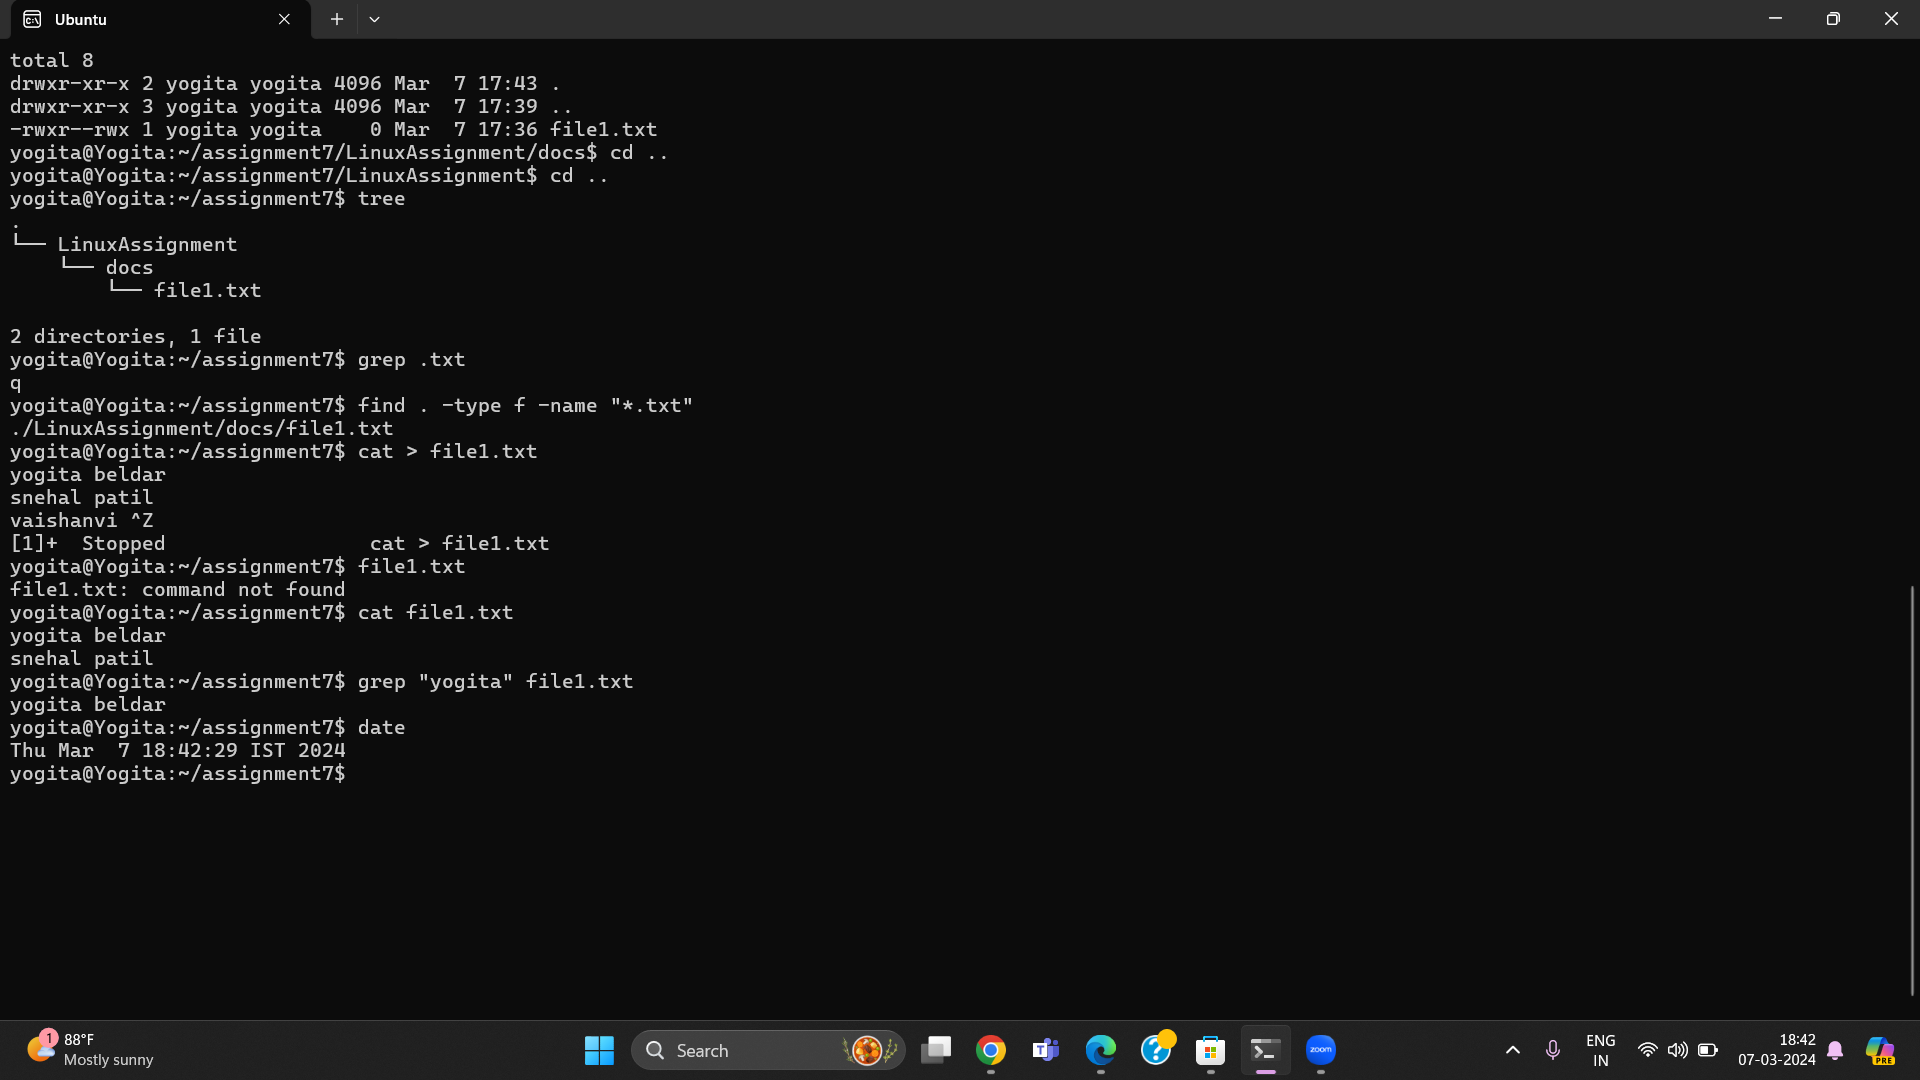 Ubuntu
total 8
drwxr-xr-x 2 yogita yogita 4096 Mar  7 17:43 .
drwxr-xr-x 3 yogita yogita 4096 Mar  7 17:39 ..
-rwxr--rwx 1 yogita yogita    0 Mar  7 17:36 file1.txt
yogita@Yogita:~/assignment7/LinuxAssignment/docs$ cd ..
yogita@Yogita:~/assignment7/LinuxAssignment$ cd ..
yogita@Yogita:~/assignment7$ tree
.
└── LinuxAssignment
    └── docs
        └── file1.txt

2 directories, 1 file
yogita@Yogita:~/assignment7$ grep .txt
q
yogita@Yogita:~/assignment7$ find . -type f -name "*.txt"
./LinuxAssignment/docs/file1.txt
yogita@Yogita:~/assignment7$ cat > file1.txt
yogita beldar
snehal patil
vaishanvi ^Z
[1]+  Stopped                 cat > file1.txt
yogita@Yogita:~/assignment7$ file1.txt
file1.txt: command not found
yogita@Yogita:~/assignment7$ cat file1.txt
yogita beldar
snehal patil
yogita@Yogita:~/assignment7$ grep "yogita" file1.txt
yogita beldar
yogita@Yogita:~/assignment7$ date
Thu Mar  7 18:42:29 IST 2024
yogita@Yogita:~/assignment7$
1
88°F
Mostly sunny
Search
T
zoom
ENG
IN
18:42
07-03-2024
PRE